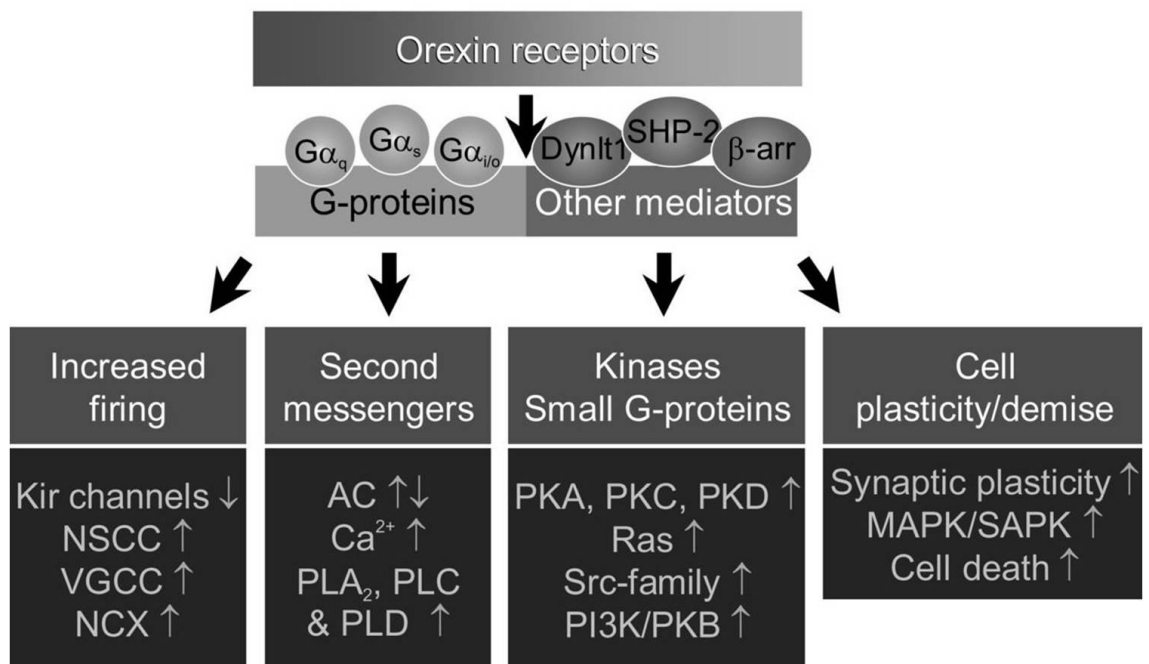 Orexin receptors
Gαq Gαs Gαi/o Dynlt1 SHP-2 β-arr
G-proteins Other mediators
Increased
firing
Kir channels ↓
NSCC ↑
VGCC ↑
NCX ↑
Second
messengers
AC ↑↓
Ca²⁺ ↑
PLA₂, PLC
& PLD ↑
Kinases
Small G-proteins
PKA, PKC, PKD ↑
Ras ↑
Src-family ↑
PI3K/PKB ↑
Cell
plasticity/demise
Synaptic plasticity ↑
MAPK/SAPK ↑
Cell death ↑